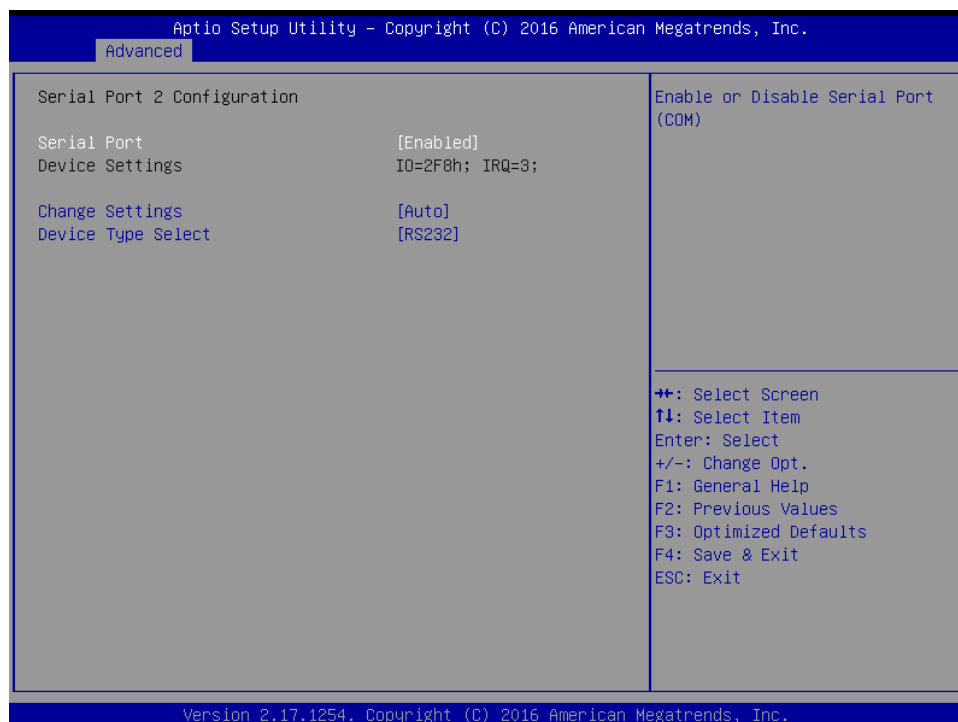 Aptio Setup Utility – Copyright (C) 2016 American Megatrends, Inc.
Advanced
Serial Port 2 Configuration
Serial Port [Enabled]
Device Settings IO=2F8h; IRQ=3;
Change Settings [Auto]
Device Type Select [RS232]
Enable or Disable Serial Port
(COM)
→←: Select Screen
↑↓: Select Item
Enter: Select
+/-: Change Opt.
F1: General Help
F2: Previous Values
F3: Optimized Defaults
F4: Save & Exit
ESC: Exit
Version 2.17.1254. Copyright (C) 2016 American Megatrends, Inc.